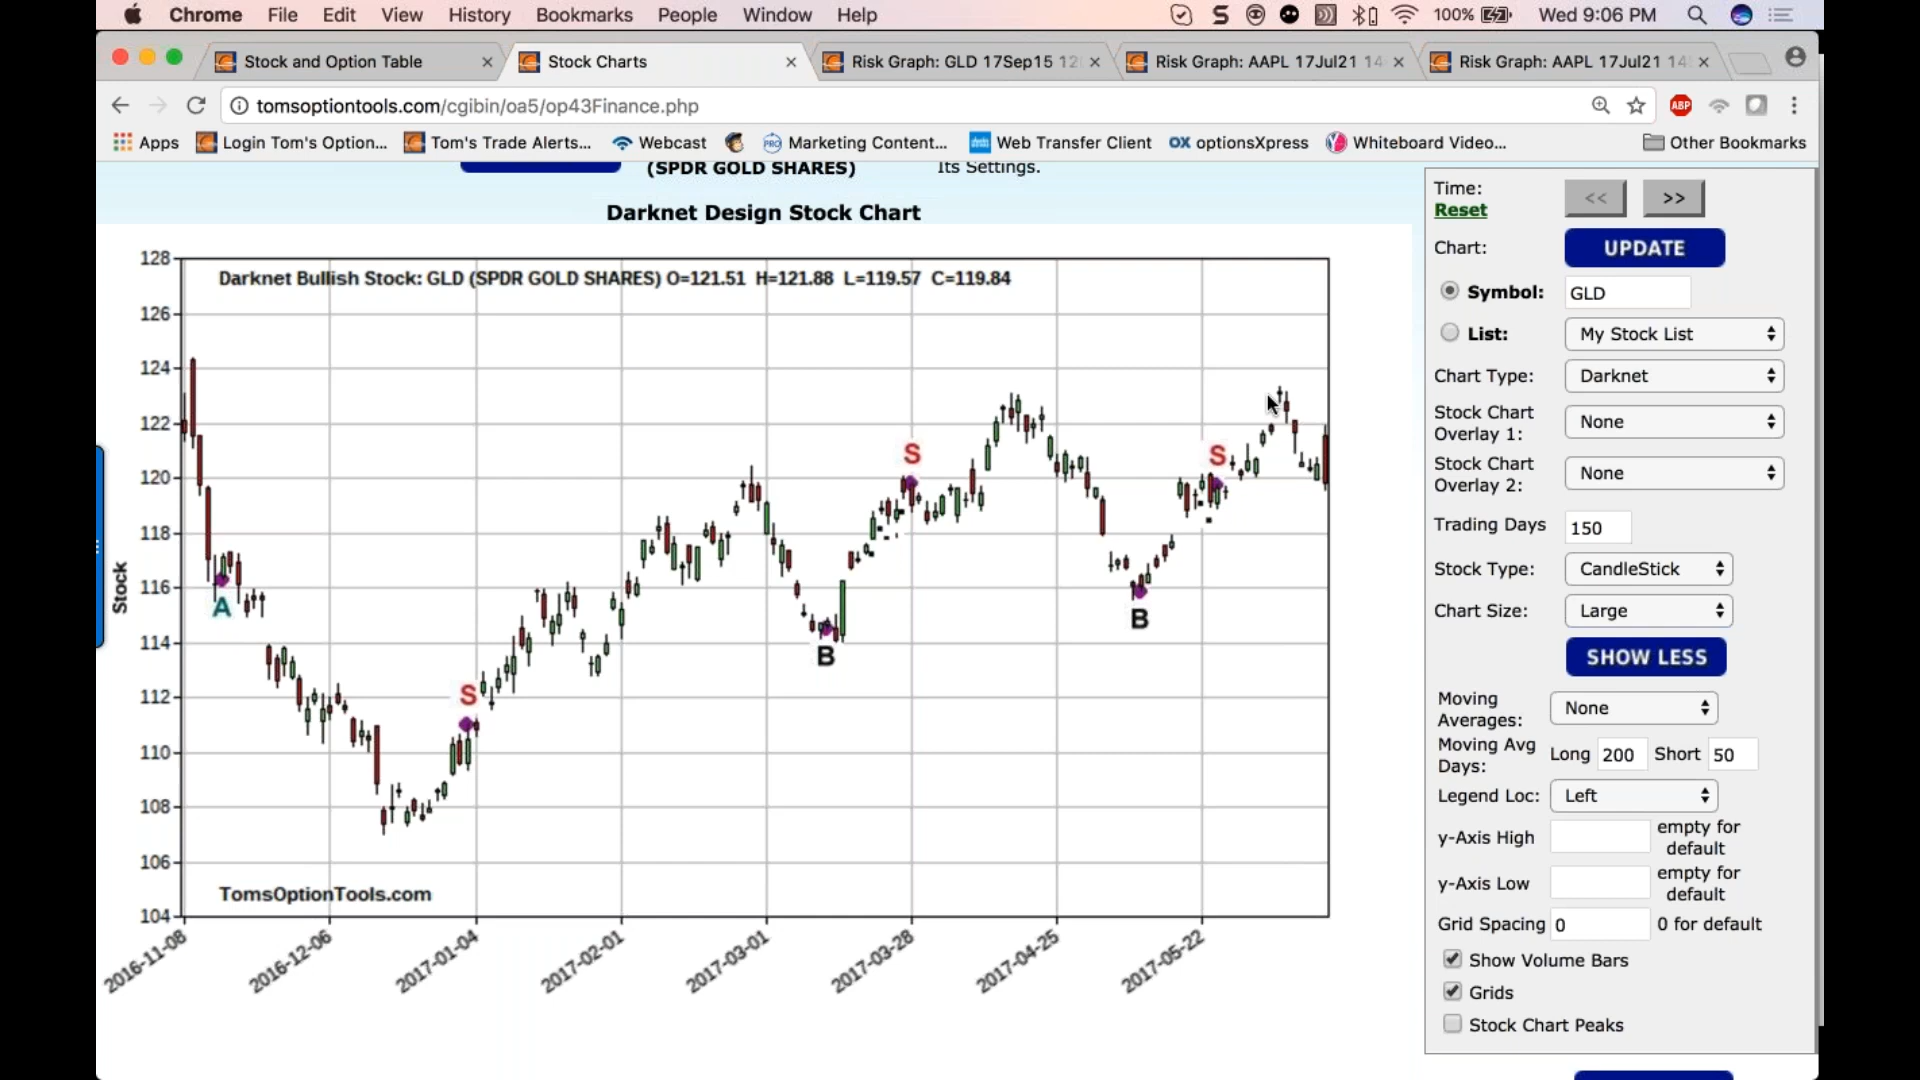 Chrome File Edit View History Bookmarks People Window Help 100% Wed 9:06 PM
Stock and Option Table × Stock Charts × Risk Graph: GLD 17Sep15 12 × Risk Graph: AAPL 17Jul21 14 × Risk Graph: AAPL 17Jul21 14 ×
tomsoptiontools.com/cgibin/oa5/op43Finance.php ABP
Apps Login Tom's Option... Tom's Trade Alerts... Webcast PRO Marketing Content... Web Transfer Client OX optionsXpress Whiteboard Video... Other Bookmarks
(SPDR GOLD SHARES) Its Settings.
Darknet Design Stock Chart
Darknet Bullish Stock: GLD (SPDR GOLD SHARES) O=121.51 H=121.88 L=119.57 C=119.84
128
126
124
122
120
118
116
114
112
110
108
106
104
Stock
A
S
B
S
B
S
TomsOptionTools.com
2016-11-08
2016-12-06
2017-01-04
2017-02-01
2017-03-01
2017-03-28
2017-04-25
2017-05-22
Time:
Reset
<< >>
Chart: UPDATE
Symbol: GLD
List: My Stock List
Chart Type: Darknet
Stock Chart
Overlay 1: None
Stock Chart
Overlay 2: None
Trading Days 150
Stock Type: CandleStick
Chart Size: Large
SHOW LESS
Moving
Averages: None
Moving Avg
Days: Long 200 Short 50
Legend Loc: Left
y-Axis High empty for
default
y-Axis Low empty for
default
Grid Spacing 0 0 for default
Show Volume Bars
Grids
Stock Chart Peaks